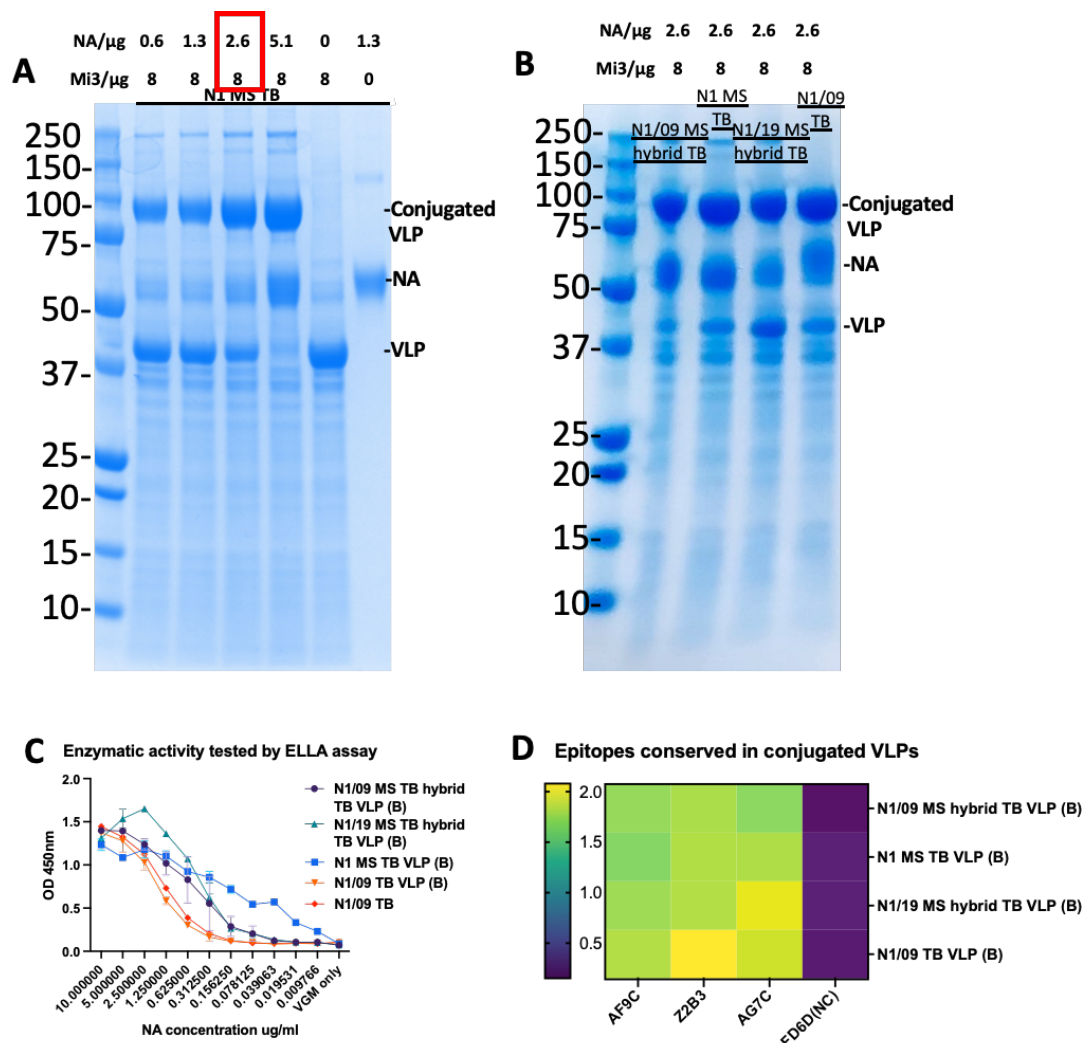 NA/µg 0.6 1.3 2.6 5.1 0 1.3
A
Mi3/µg 8 8 8 8 8 0
N1 MS TB
250
150-
100-
75-
50-
37-
25-
20-
15-
10-
-Conjugated
VLP
-NA
-VLP
NA/µg 2.6 2.6 2.6 2.6
B
Mi3/µg 8 8 8 8
N1/09 MS
hybrid TB
N1 MS
TB
N1/19 MS
hybrid TB
N1/09
TB
250-
150-
100-
75-
50-
37-
25-
20-
15-
10-
-Conjugated
VLP
-NA
-VLP
C Enzymatic activity tested by ELLA assay
2.0
1.5
1.0
0.5
0.0
OD 450nm
10.000000
5.000000
2.500000
1.250000
0.625000
0.312500
0.156250
0.078125
0.039063
0.019531
0.009766
VGM only
NA concentration ug/ml
N1/09 MS TB hybrid
TB VLP (B)
N1/19 MS TB hybrid
TB VLP (B)
N1 MS TB VLP (B)
N1/09 TB VLP (B)
N1/09 TB
D Epitopes conserved in conjugated VLPs
2.0
1.5
1.0
0.5
N1/09 MS hybrid TB VLP (B)
N1 MS TB VLP (B)
N1/19 MS hybrid TB VLP (B)
N1/09 TB VLP (B)
AF9C
Z2B3
AG7C
ED6D(NC)